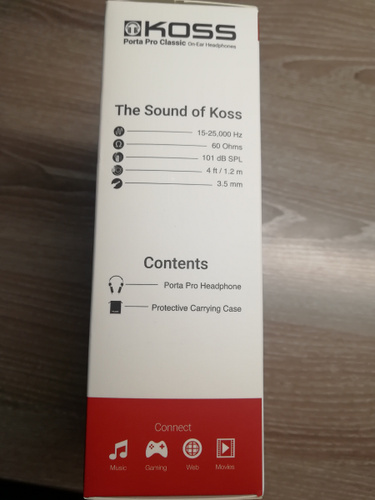 KOSS
Porta Pro Classic On-Ear Headphones
The Sound of Koss
15-25,000 Hz
60 Ohms
101 dB SPL
4 ft / 1.2 m
3.5 mm
Contents
Porta Pro Headphone
Protective Carrying Case
Connect
Music Gaming Web Movies